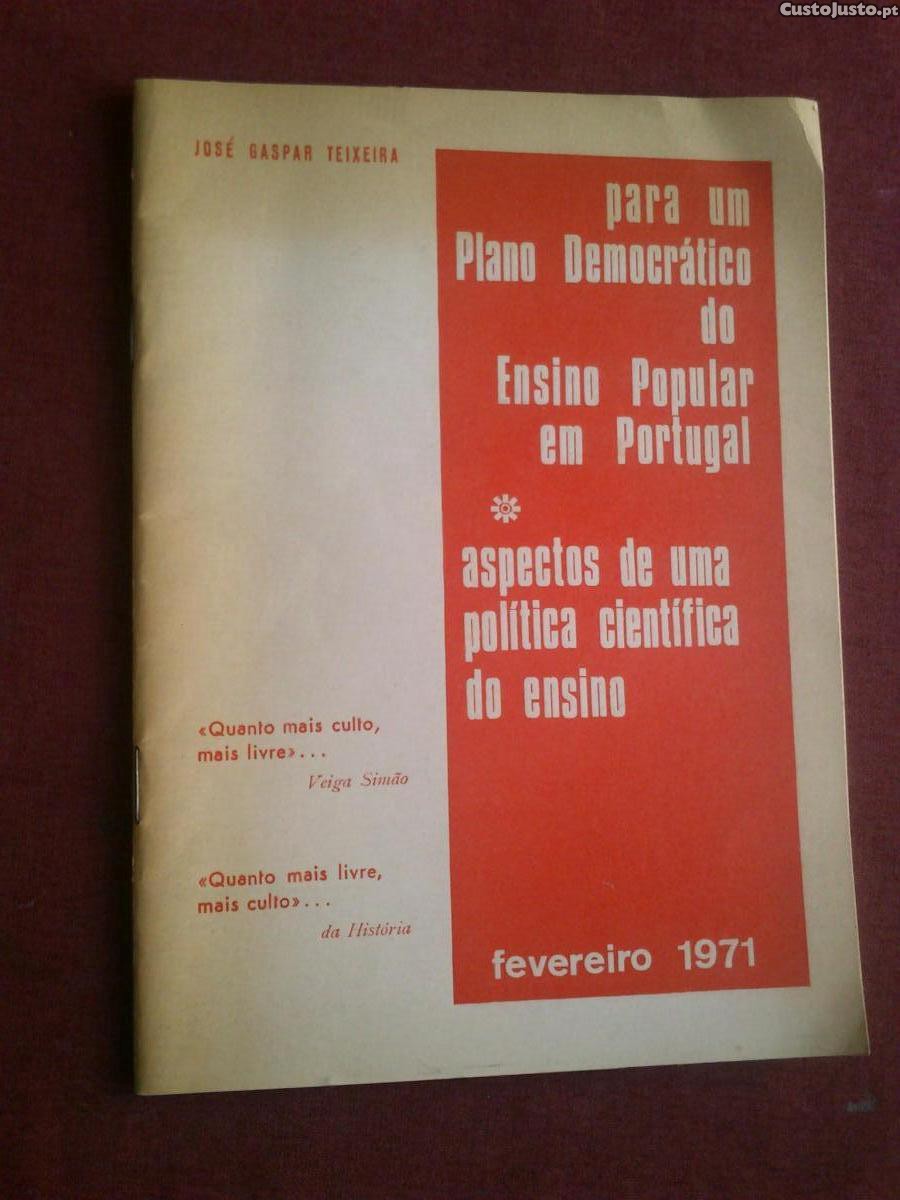 CustoJusto.pt
JOSÉ GASPAR TEIXEIRA
para um
Plano Democrático
do
Ensino Popular
em Portugal
aspectos de uma
política científica
do ensino
«Quanto mais culto,
mais livre»...
Veiga Simão
«Quanto mais livre,
mais culto»...
da História
fevereiro 1971